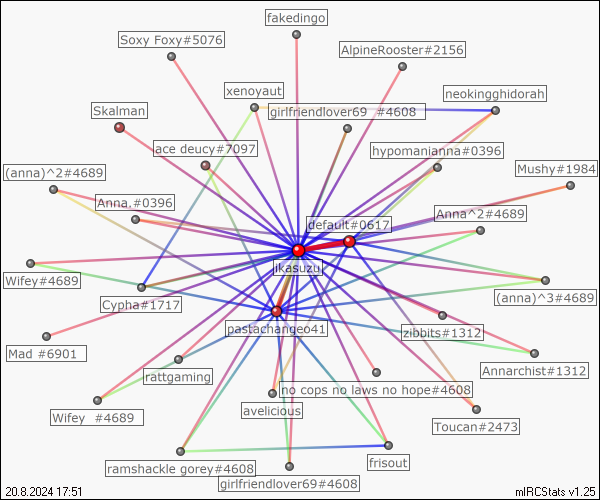 fakedingo
Soxy Foxy#5076
AlpineRooster#2156
xenoyaut
neokingghidorah
Skalman
girlfriendlover69 #4608
ace deucy#7097
hypomanianna#0396
(anna)^2#4689
Mushy#1984
Anna.#0396
default#0617
Anna^2#4689
ikasuzu
Wifey#4689
Cypha#1717
(anna)^3#4689
pastachange041
zibbits#1312
Mad #6901
rattgaming
Annarchist#1312
no cops no laws no hope#4608
Wifey #4689
avelicious
Toucan#2473
ramshackle gorey#4608
frisout
girlfriendlover69#4608
20.8.2024 17:51
mIRCStats v1.25